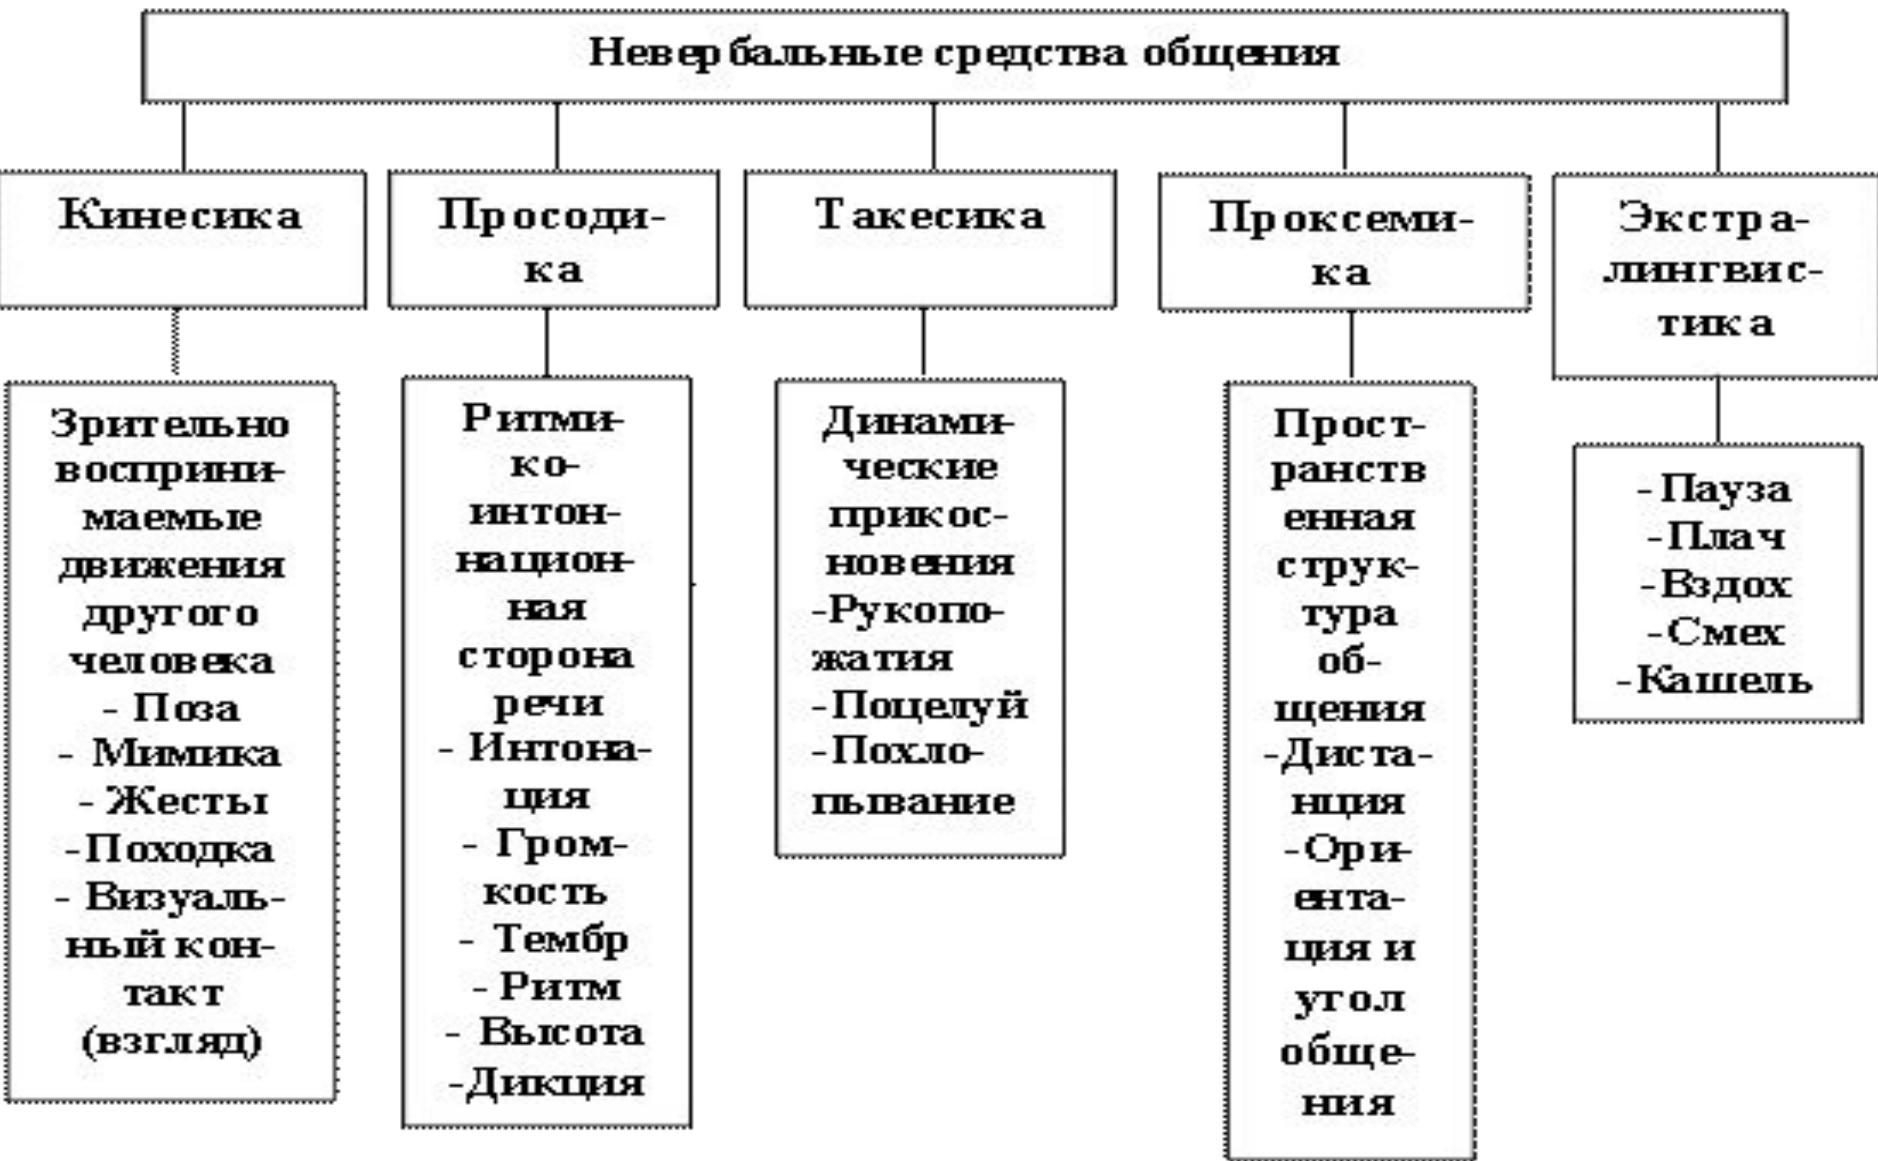 Невербальные средства общения
Кинесика
Просоди-
ка
Такесика
Проксеми-
ка
Экстра-
лингвис-
тика
Зрительно
восприни-
маемые
движения
другого
человека
- Поза
- Мимика
- Жесты
-Походка
- Визуаль-
ный кон-
такт
(взгляд)
Ритми-
ко-
интон-
национ-
ная
сторона
речи
- Интона-
ция
- Гром-
кость
- Тембр
- Ритм
- Высота
-Дикция
Динами-
ческие
прикос-
новения
-Рукопо-
жатия
-Поцелуй
-Похло-
пывание
Прост-
ранств
енная
струк-
тура
об-
щения
-Диста-
нция
-Ори-
ента-
ция и
угол
обще-
ния
-Пауза
-Плач
-Вздох
-Смех
-Кашель